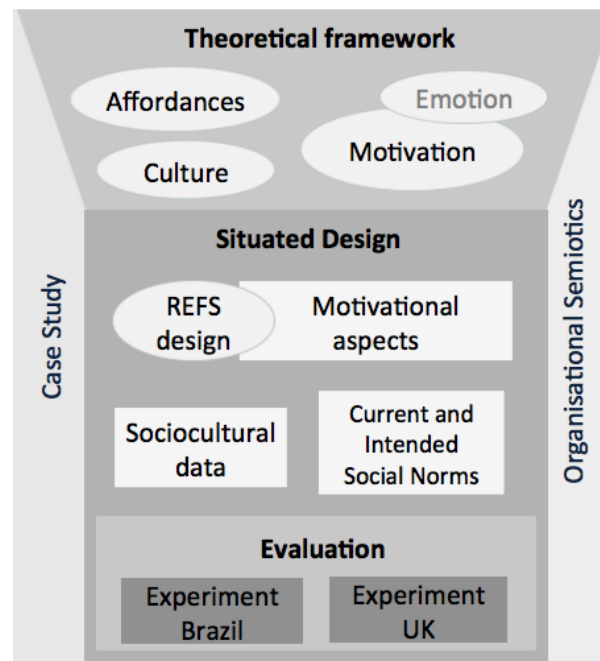 Theoretical framework
Affordances
Emotion
Culture
Motivation
Case Study
Organisational Semiotics
Situated Design
REFS
design
Motivational
aspects
Sociocultural
data
Current and
Intended
Social Norms
Evaluation
Experiment
Brazil
Experiment
UK